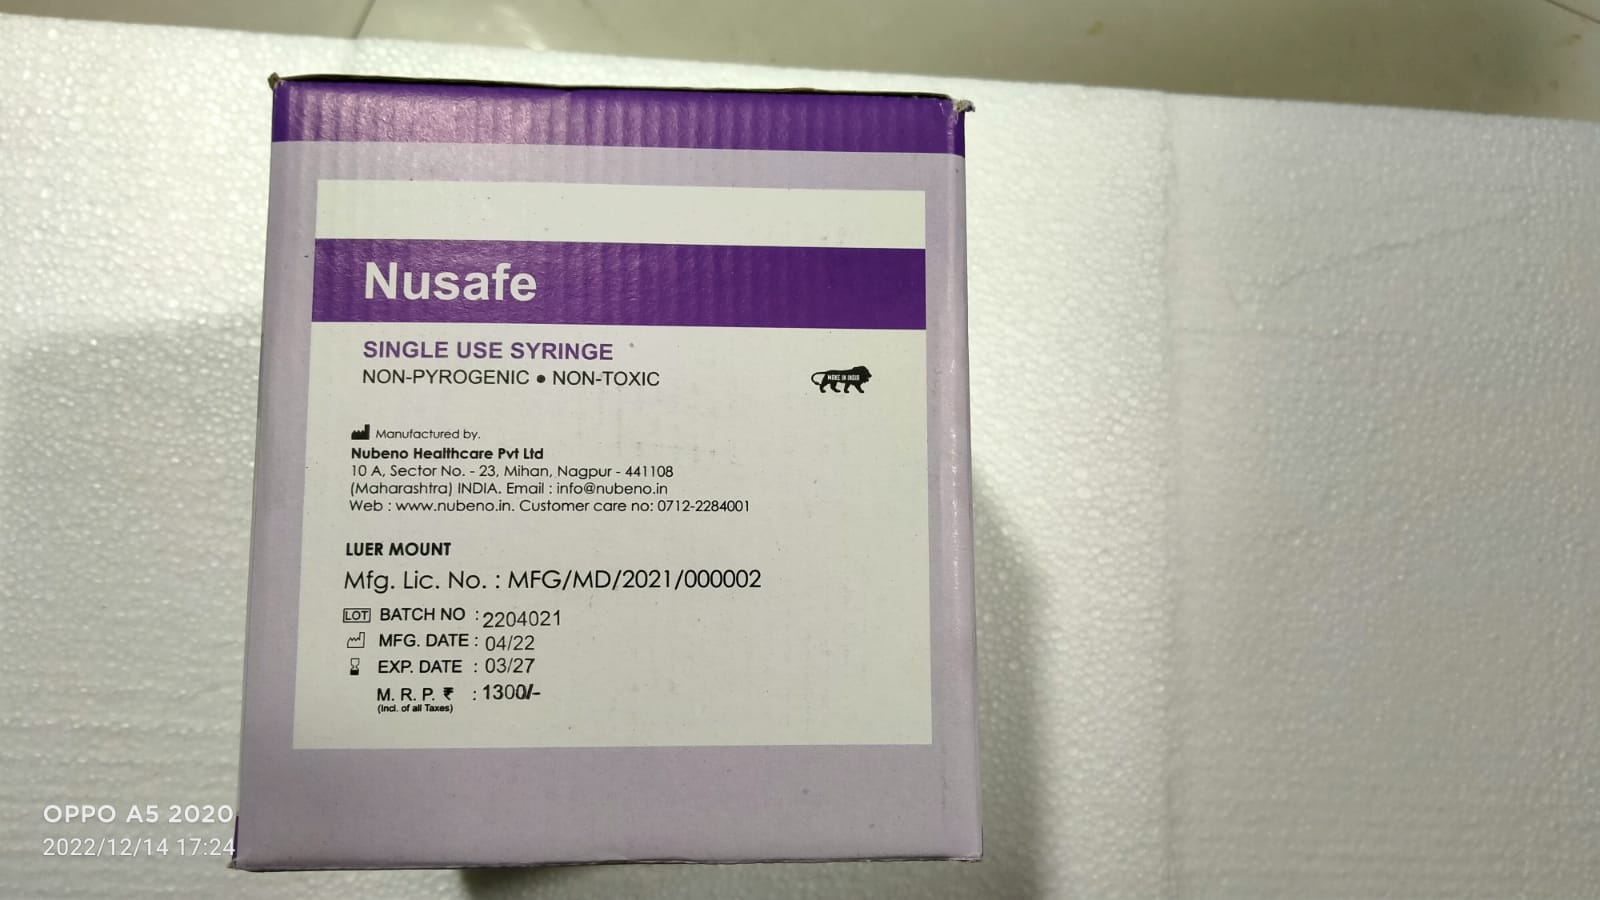 Nusafe
SINGLE USE SYRINGE
NON-PYROGENIC ● NON-TOXIC
MAKE IN INDIA
Manufactured by.
Nubeno Healthcare Pvt Ltd
10 A, Sector No. - 23, Mihan, Nagpur - 441108
(Maharashtra) INDIA. Email : info@nubeno.in
Web : www.nubeno.in. Customer care no: 0712-2284001
LUER MOUNT
Mfg. Lic. No. : MFG/MD/2021/000002
LOT BATCH NO : 2204021
MFG. DATE : 04/22
EXP. DATE : 03/27
M. R. P. ₹ : 1300/-
(Incl. of all Taxes)
OPPO A5 2020
2022/12/14 17:24